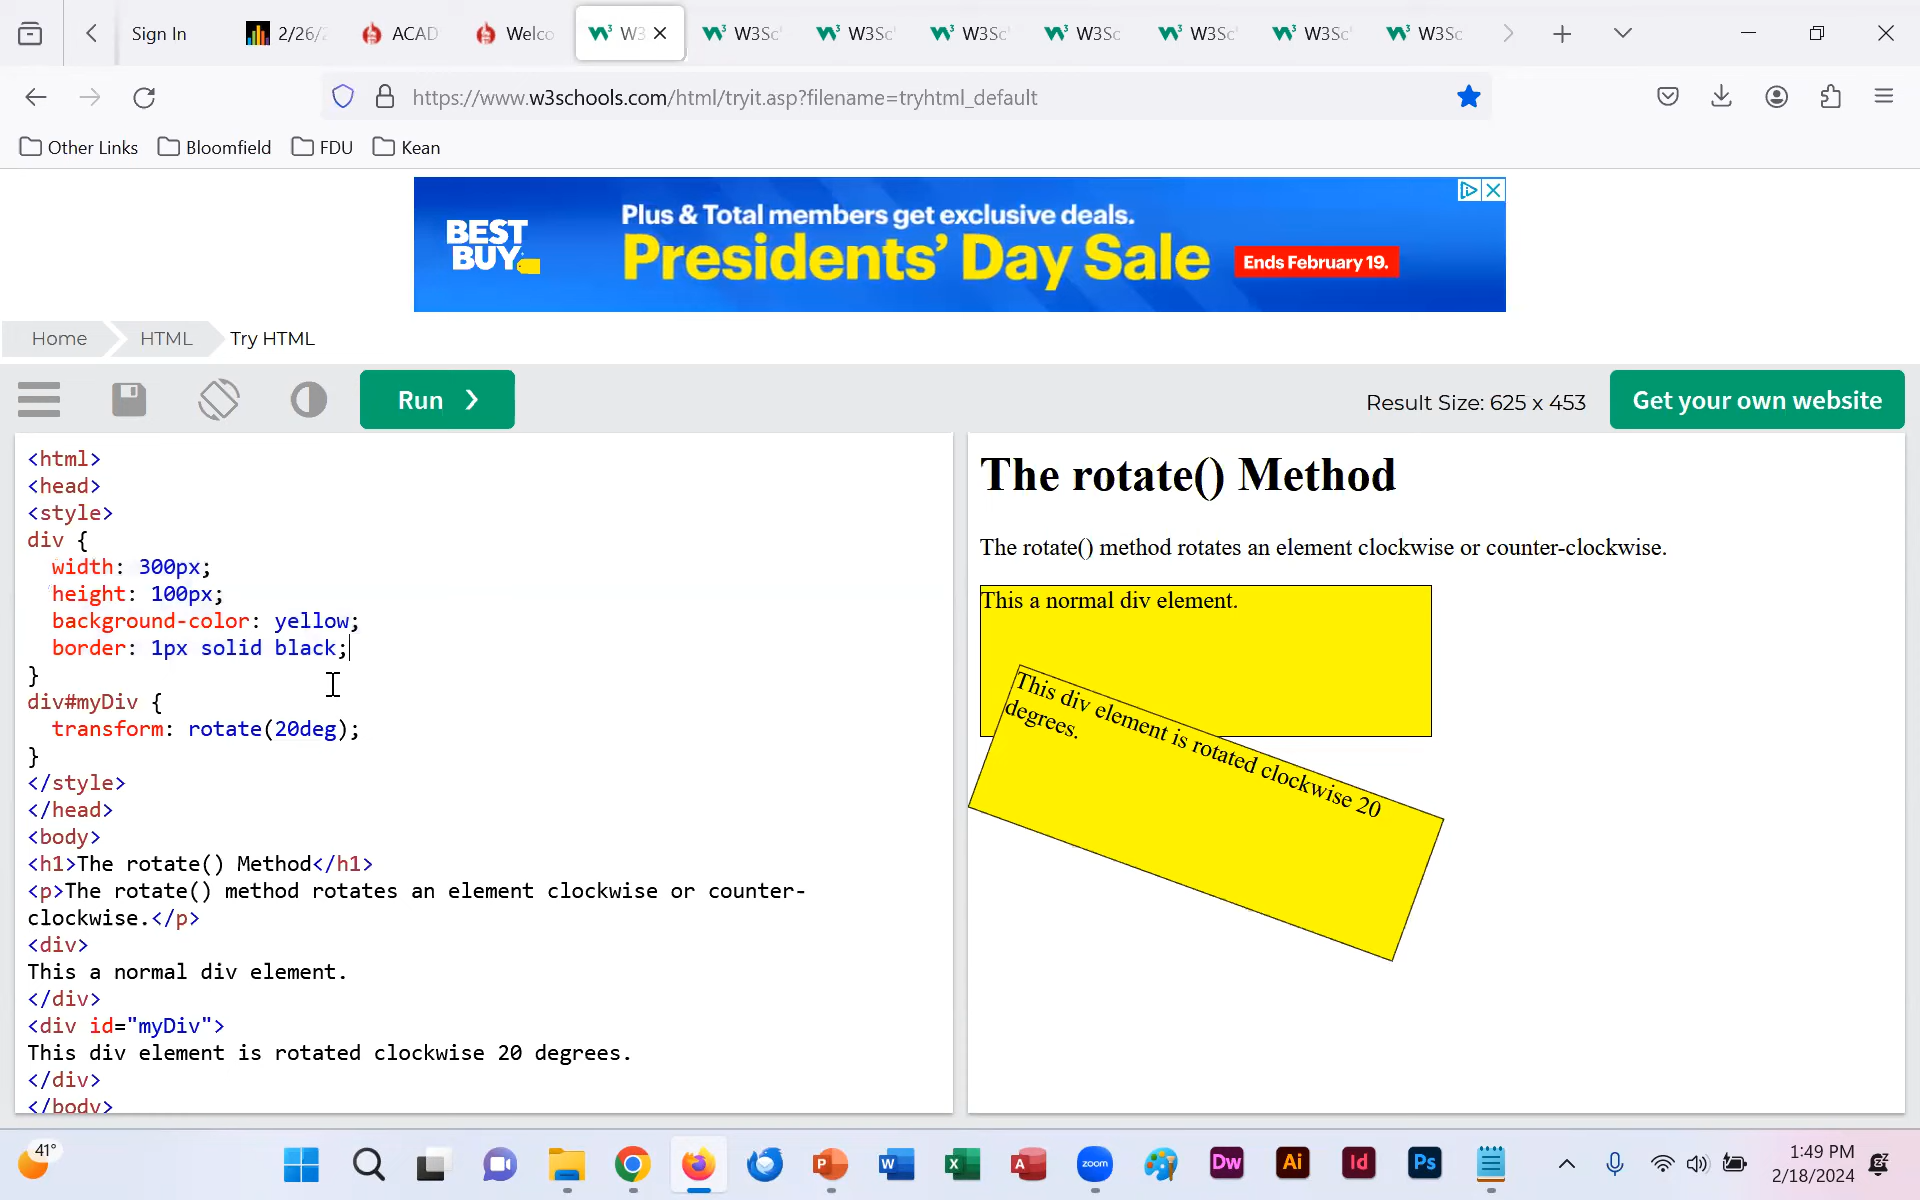 Sign In
2/26/2
ACAD
Welco
W3
W3Sc
W3Sc
W3Sc
W3Sc
W3Sc
W3Sc
W3Sc
https://www.w3schools.com/html/tryit.asp?filename=tryhtml_default
Other Links
Bloomfield
FDU
Kean
BEST
BUY
Plus & Total members get exclusive deals.
Presidents' Day Sale
Ends February 19.
Home
HTML
Try HTML
Run ❯
Result Size: 625 x 453
Get your own website
<html>
<head>
<style>
div {
width: 300px;
height: 100px;
background-color: yellow;
border: 1px solid black;
}
div#myDiv {
transform: rotate(20deg);
}
</style>
</head>
<body>
<h1>The rotate() Method</h1>
<p>The rotate() method rotates an element clockwise or counter-
clockwise.</p>
<div>
This a normal div element.
</div>
<div id="myDiv">
This div element is rotated clockwise 20 degrees.
</div>
</body>
The rotate() Method
The rotate() method rotates an element clockwise or counter-clockwise.
This a normal div element.
This div element is rotated clockwise 20
degrees.
41°
P
W
X
A
zoom
Dw
Ai
Id
Ps
1:49 PM
2/18/2024